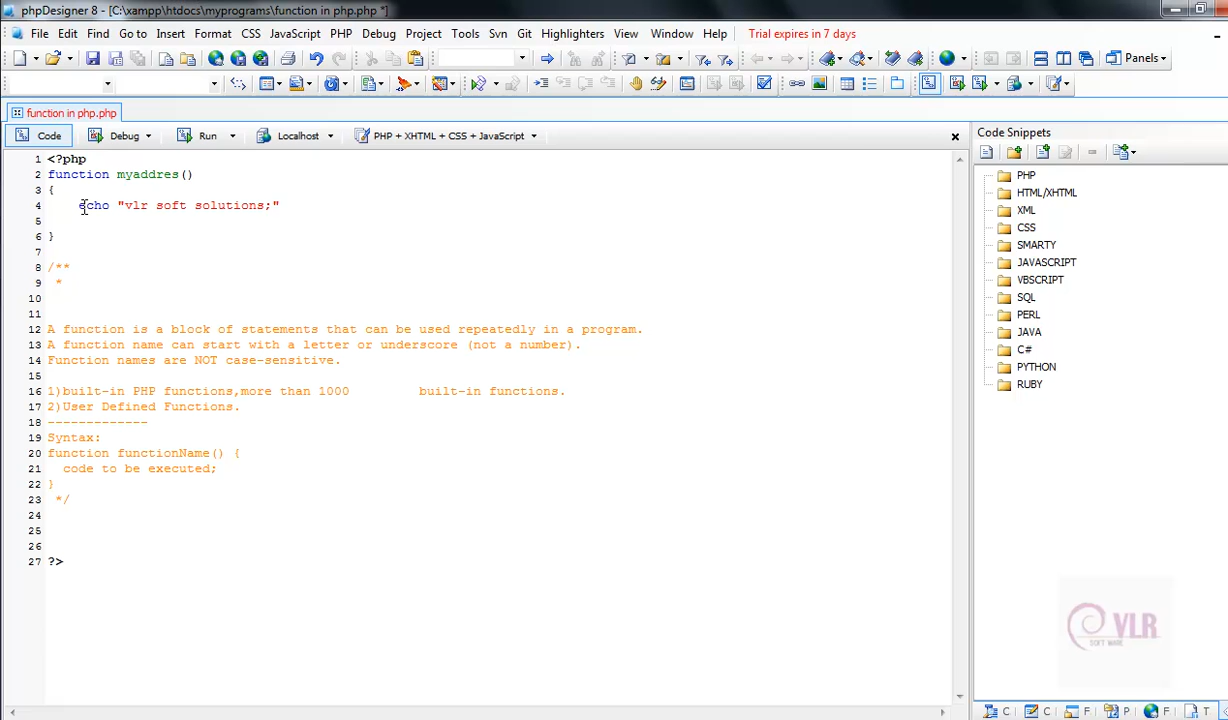 phpDesigner 8 - [C:\xampp\htdocs\myprograms\function in php.php *]
File Edit Find Go to Insert Format CSS JavaScript PHP Debug Project Tools Svn Git Highlighters View Window Help Trial expires in 7 days
Panels
function in php.php
Code Debug Run Localhost PHP + XHTML + CSS + JavaScript
Code Snippets
1 <?php
2 function myaddres()
3 {
4 echo "vlr soft solutions;"
5
6 }
7
8 /**
9 *
10
11
12 A function is a block of statements that can be used repeatedly in a program.
13 A function name can start with a letter or underscore (not a number).
14 Function names are NOT case-sensitive.
15
16 1)built-in PHP functions,more than 1000 built-in functions.
17 2)User Defined Functions.
18 -------------
19 Syntax:
20 function functionName() {
21 code to be executed;
22 }
23 */
24
25
26
27 ?>
PHP
HTML/XHTML
XML
CSS
SMARTY
JAVASCRIPT
VBSCRIPT
SQL
PERL
JAVA
C#
PYTHON
RUBY
VLR
SOFT WARE
C C F P F T